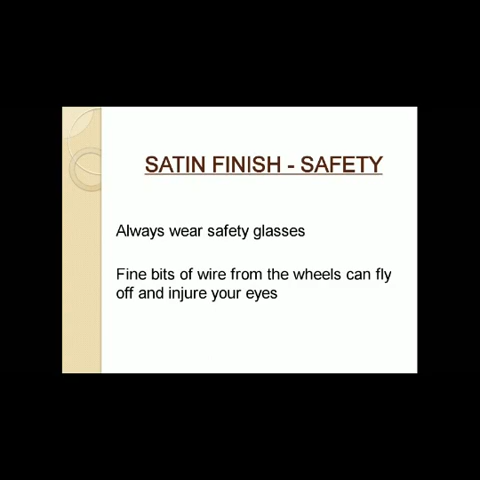 SATIN FINISH - SAFETY
Always wear safety glasses
Fine bits of wire from the wheels can fly
off and injure your eyes